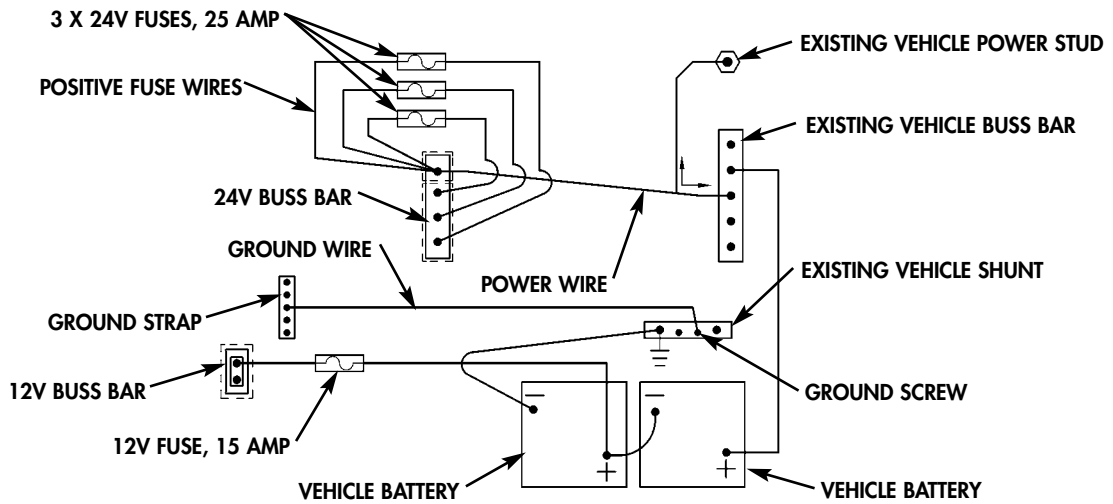 3 X 24V FUSES, 25 AMP
EXISTING VEHICLE POWER STUD
POSITIVE FUSE WIRES
EXISTING VEHICLE BUSS BAR
24V BUSS BAR
GROUND WIRE
POWER WIRE
EXISTING VEHICLE SHUNT
GROUND STRAP
12V BUSS BAR
GROUND SCREW
12V FUSE, 15 AMP
VEHICLE BATTERY
VEHICLE BATTERY